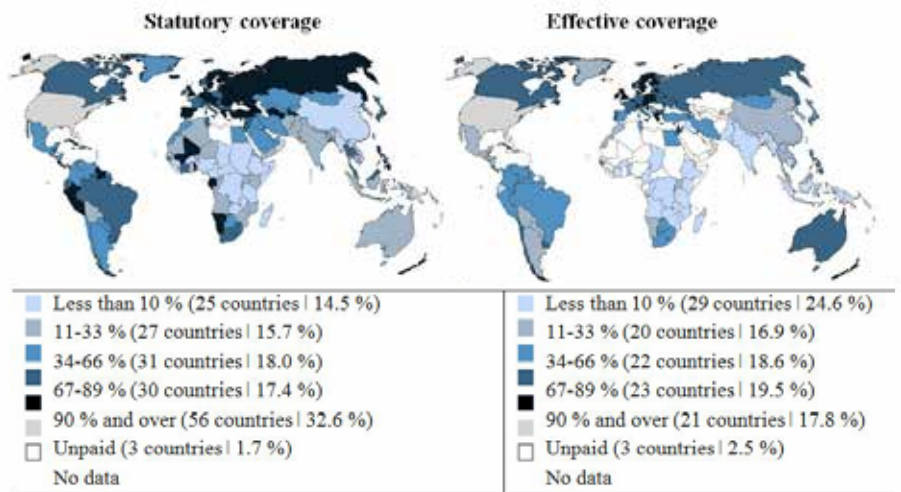 Statutory coverage
Effective coverage
Less than 10 % (25 countries | 14.5 %)
11-33 % (27 countries | 15.7 %)
34-66 % (31 countries | 18.0 %)
67-89 % (30 countries | 17.4 %)
90 % and over (56 countries | 32.6 %)
Unpaid (3 countries | 1.7 %)
No data
Less than 10 % (29 countries | 24.6 %)
11-33 % (20 countries | 16.9 %)
34-66 % (22 countries | 18.6 %)
67-89 % (23 countries | 19.5 %)
90 % and over (21 countries | 17.8 %)
Unpaid (3 countries | 2.5 %)
No data